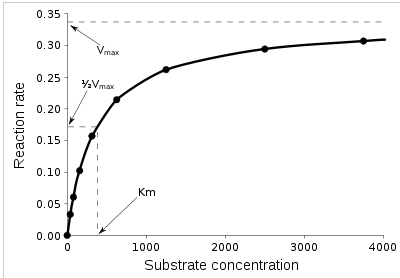 0.35
0.30
0.25
0.20
0.15
0.10
0.05
0.00
Reaction rate
Vmax
½Vmax
Km
0 1000 2000 3000 4000
Substrate concentration